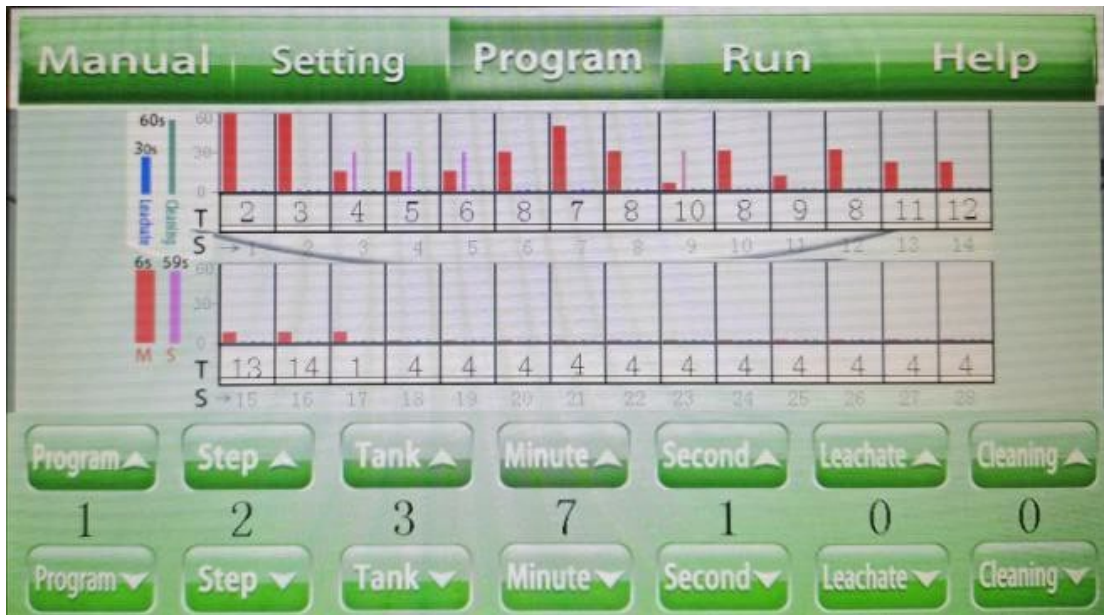 Manual Setting Program Run Help
60s
30s
Leachate
Cleaning
60
30
0
T 2 3 4 5 6 8 7 8 10 8 9 8 11 12
S → 1 2 3 4 5 6 7 8 9 10 11 12 13 14
6s 59s
60
30
0
M S
T 13 14 1 4 4 4 4 4 4 4 4 4 4 4
S → 15 16 17 18 19 20 21 22 23 24 25 26 27 28
Program Step Tank Minute Second Leachate Cleaning
1 2 3 7 1 0 0
Program Step Tank Minute Second Leachate Cleaning